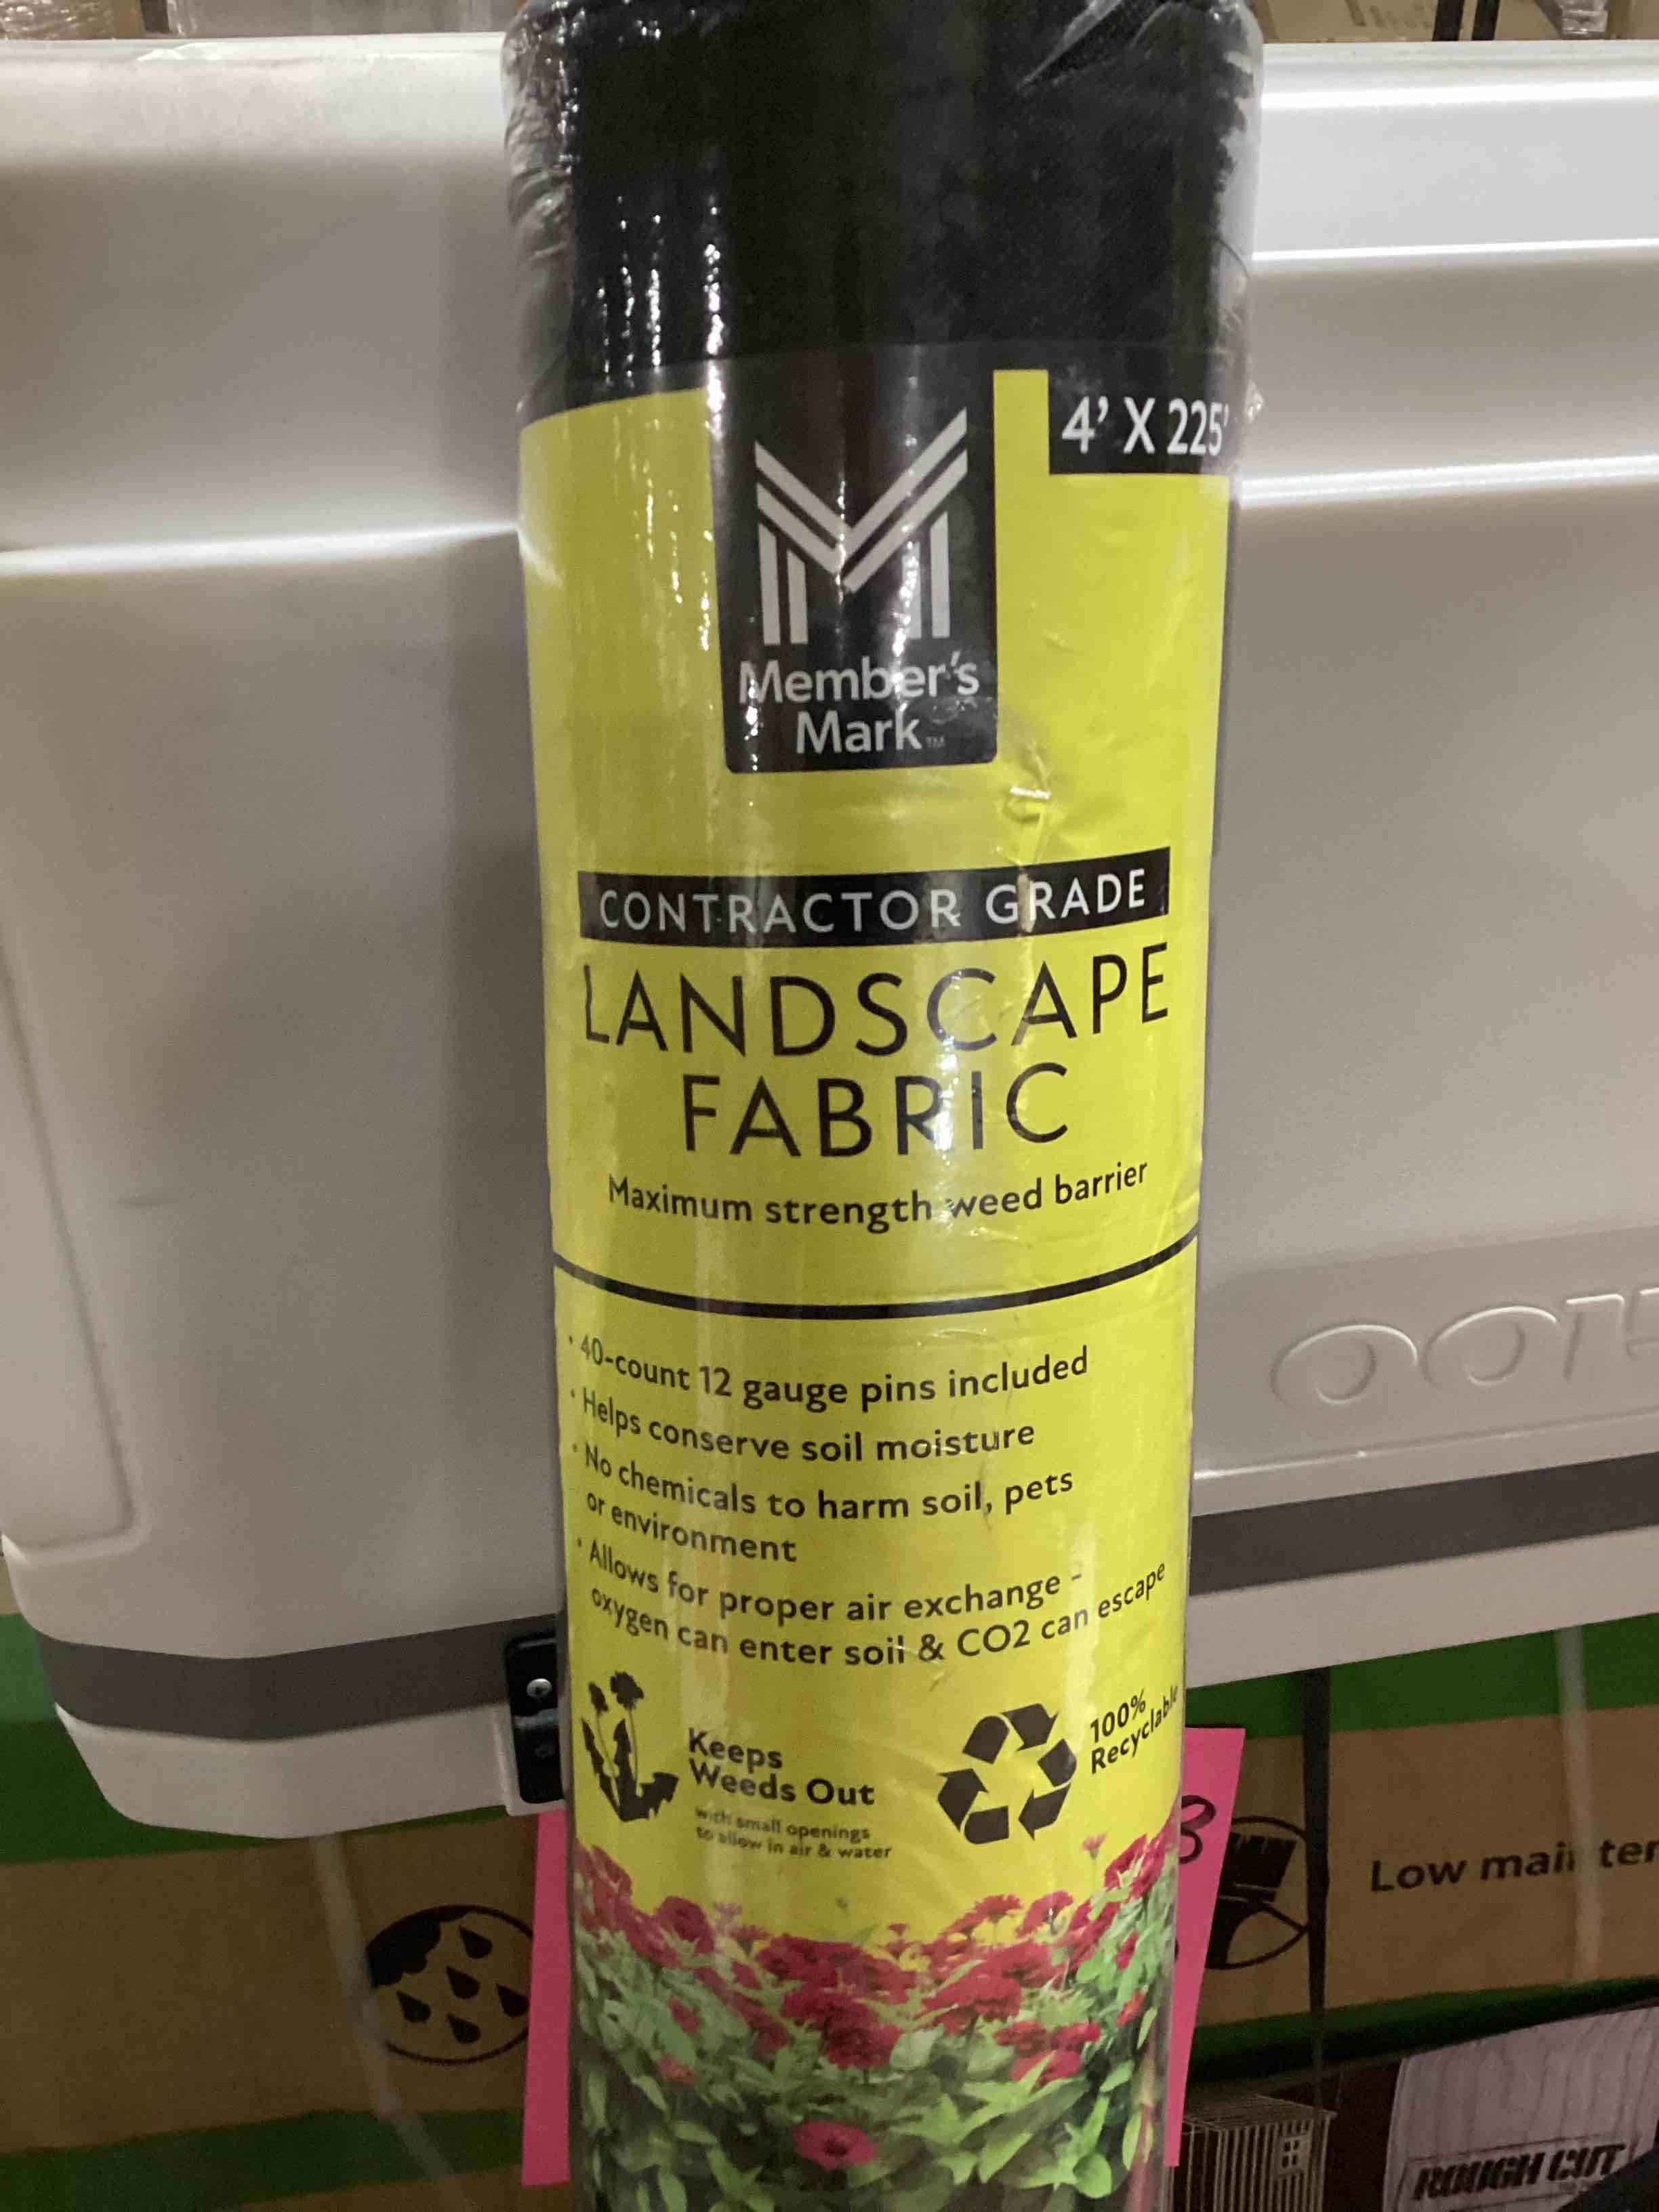 4' X 225'
Member's
Mark™
CONTRACTOR GRADE
LANDSCAPE
FABRIC
Maximum strength weed barrier
• 40-count 12 gauge pins included
• Helps conserve soil moisture
• No chemicals to harm soil, pets
or environment
• Allows for proper air exchange -
oxygen can enter soil & CO2 can escape
Keeps
Weeds Out
with small openings
to allow in air & water
100%
Recyclable
3
Low
ROUGH CUT